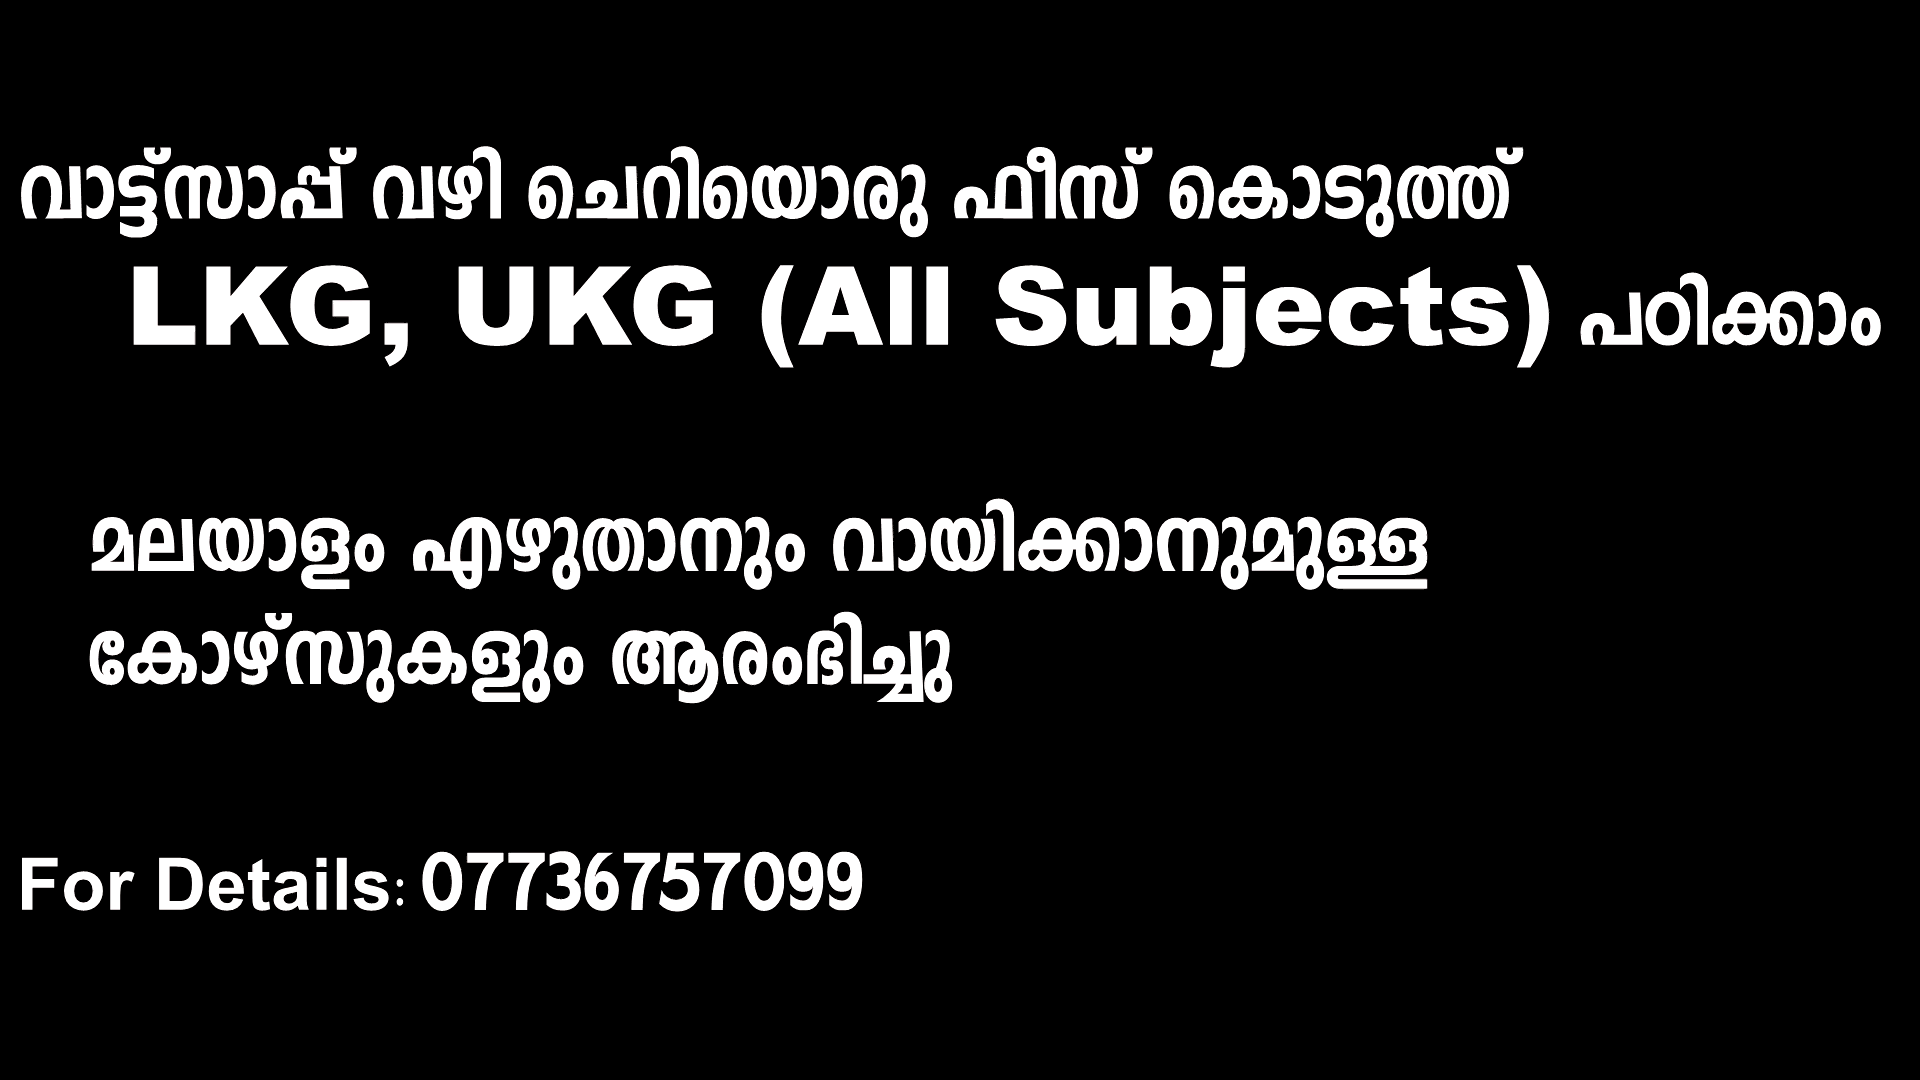 വാട്ട്സാപ്പ് വഴി ചെറിയൊരു ഫീസ് കൊടുത്ത്
LKG, UKG (All Subjects) പഠിക്കാം
മലയാളം എഴുതാനും വായിക്കാനുമുള്ള
കോഴ്സുകളും ആരംഭിച്ചു
For Details: 07736757099